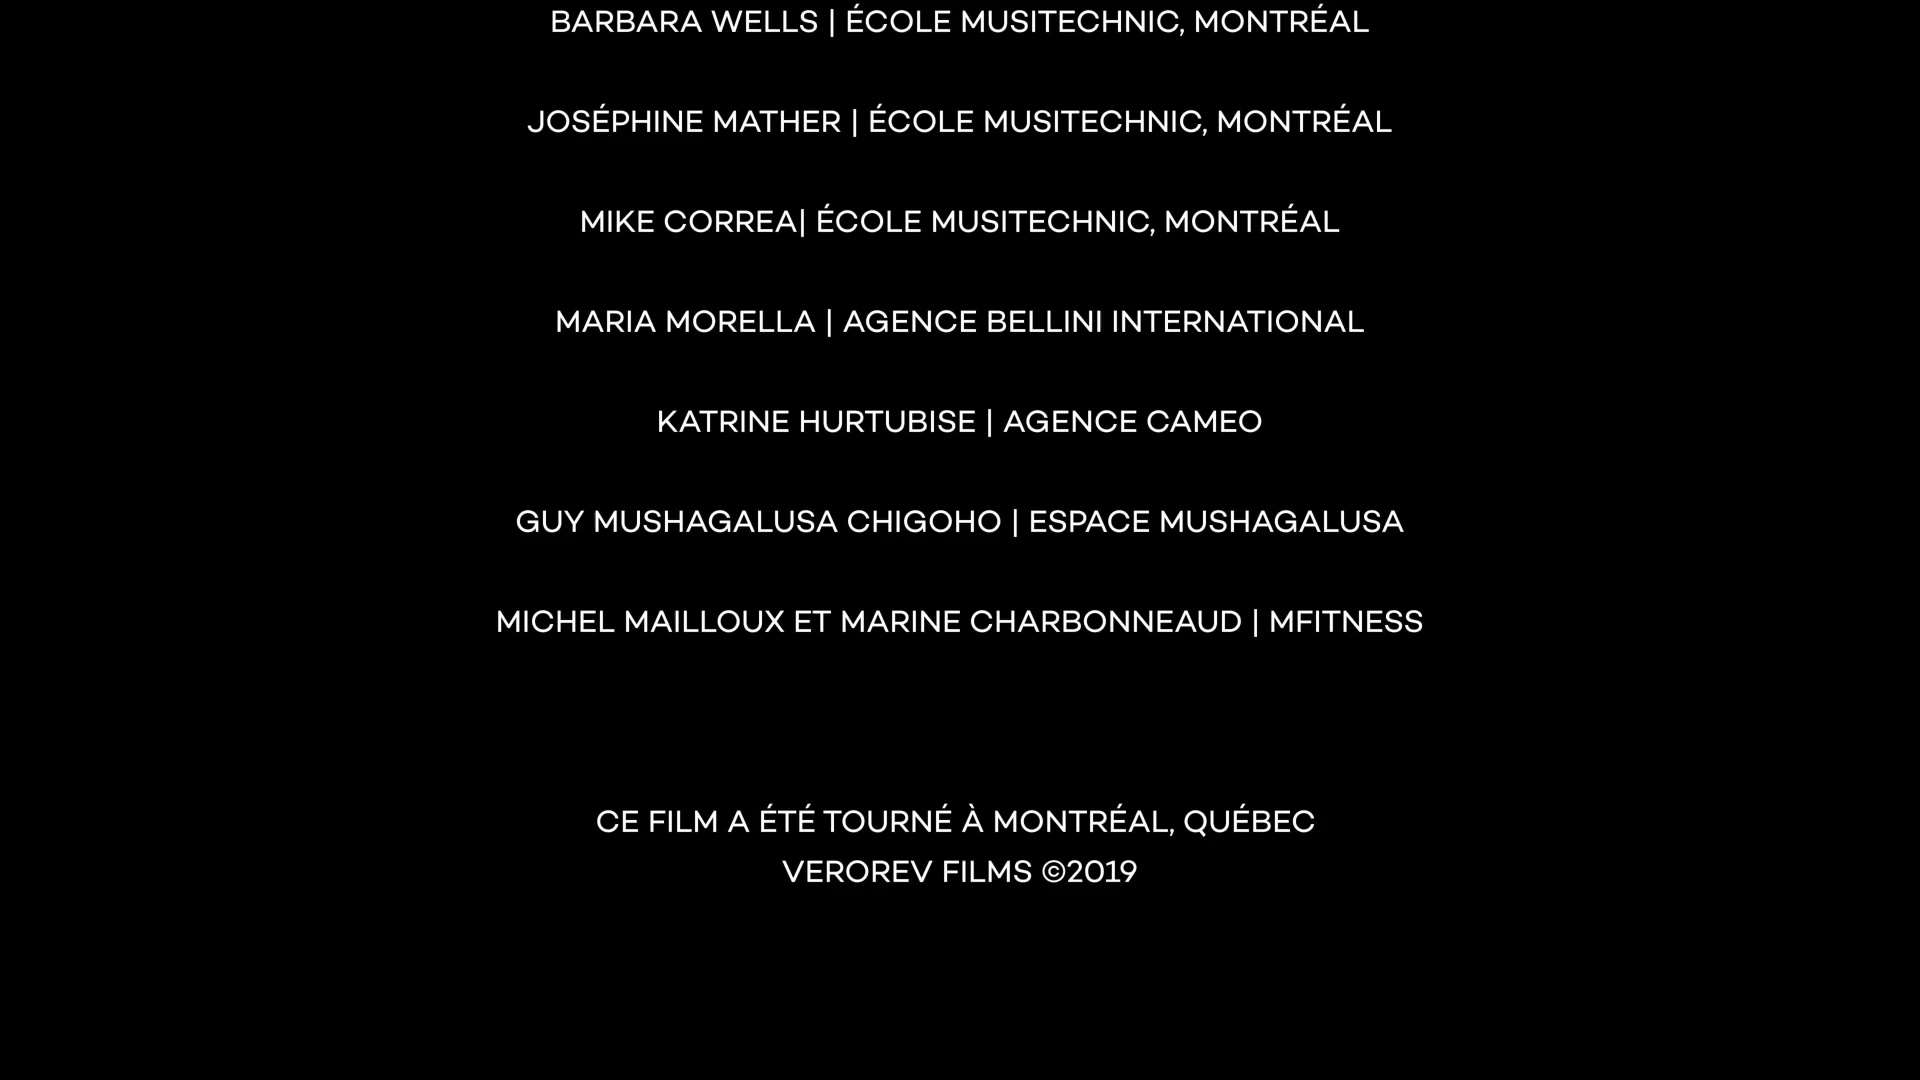 BARBARA WELLS | ÉCOLE MUSITECHNIC, MONTRÉAL
JOSÉPHINE MATHER | ÉCOLE MUSITECHNIC, MONTRÉAL
MIKE CORREA| ÉCOLE MUSITECHNIC, MONTRÉAL
MARIA MORELLA | AGENCE BELLINI INTERNATIONAL
KATRINE HURTUBISE | AGENCE CAMEO
GUY MUSHAGALUSA CHIGOHO | ESPACE MUSHAGALUSA
MICHEL MAILLOUX ET MARINE CHARBONNEAUD | MFITNESS
CE FILM A ÉTÉ TOURNÉ À MONTRÉAL, QUÉBEC
VEROREV FILMS ©2019